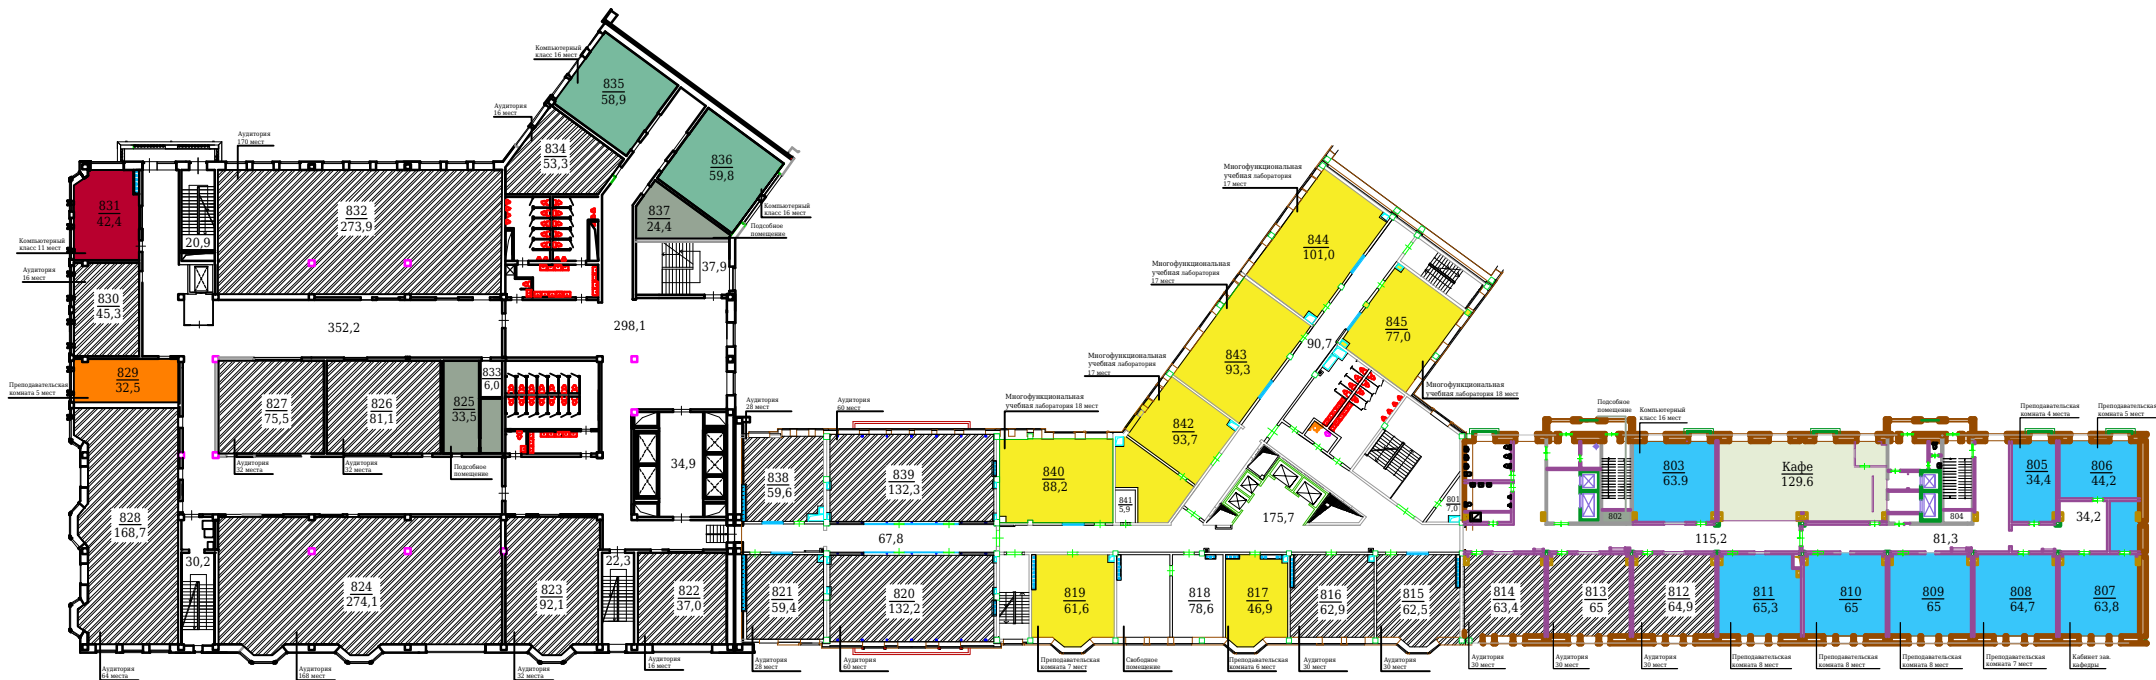 Компьютерный
класс 16 мест
835
58,9
Аудитория
16 мест
834
53,3
836
59,8
Компьютерный
класс 16 мест
837
24,4
Подсобное
помещение
37,9
Аудитория
170 мест
832
273,9
20,9
831
42,4
Компьютерный
класс 11 мест
Аудитория
16 мест
830
45,3
352,2
298,1
829
32,5
Преподавательская
комната 5 мест
827
75,5
Аудитория
32 места
826
81,1
Аудитория
32 места
825
33,5
Подсобное
помещение
833
6,0
34,9
828
168,7
Аудитория
64 места
30,2
824
274,1
Аудитория
168 мест
823
92,1
Аудитория
32 места
22,3
822
37,0
Аудитория
16 мест
Аудитория
28 мест
838
59,6
Аудитория
60 мест
839
132,3
67,8
821
59,4
Аудитория
28 мест
820
132,2
Аудитория
60 мест
Многофункциональная
учебная лаборатория 18 мест
840
88,2
841
5,9
Многофункциональная
учебная лаборатория
17 мест
842
93,7
Многофункциональная
учебная лаборатория
17 мест
843
93,3
Многофункциональная
учебная лаборатория
17 мест
844
101,0
90,7
845
77,0
Многофункциональная
учебная лаборатория 18 мест
175,7
801
7,0
819
61,6
Преподавательская
комната 7 мест
818
78,6
Свободное
помещение
817
46,9
Преподавательская
комната 6 мест
816
62,9
Аудитория
30 мест
815
62,5
Аудитория
30 мест
814
63,4
Аудитория
30 мест
813
65
Аудитория
30 мест
812
64,9
Аудитория
30 мест
Подсобное
помещение
802
Компьютерный
класс 16 мест
803
63.9
Кафе
129.6
804
Преподавательская
комната 4 места
805
34,4
Преподавательская
комната 5 мест
806
44,2
34,2
115,2
81,3
811
65,3
Преподавательская
комната 8 мест
810
65
Преподавательская
комната 8 мест
809
65
Преподавательская
комната 8 мест
808
64,7
Преподавательская
комната 7 мест
807
63,8
Кабинет зав.
кафедры